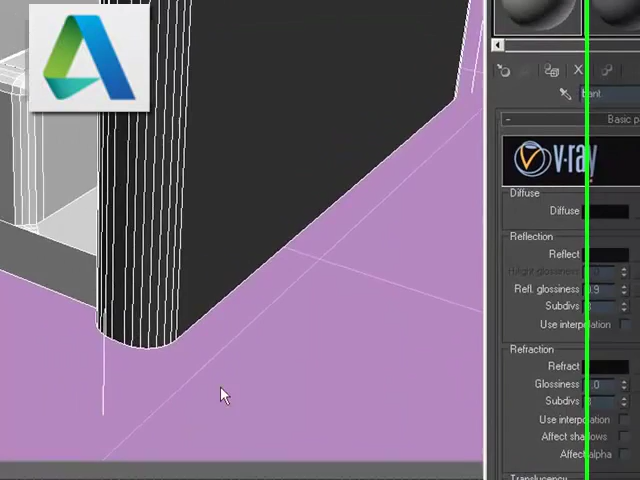 Basic p
v·ray
Diffuse
Diffuse
Reflection
Reflect
Refl. glossiness
Subdivs
Use interpolation
Refraction
Refract
Glossiness
Subdivs
Use interpolation
Affect shadows
Affect alpha
Translucency